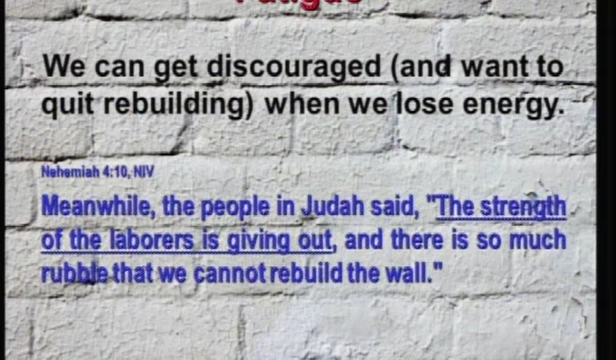 Fatigue
We can get discouraged (and want to
quit rebuilding) when we lose energy.
Nehemiah 4:10, NIV
Meanwhile, the people in Judah said, "The strength
of the laborers is giving out, and there is so much
rubble that we cannot rebuild the wall."